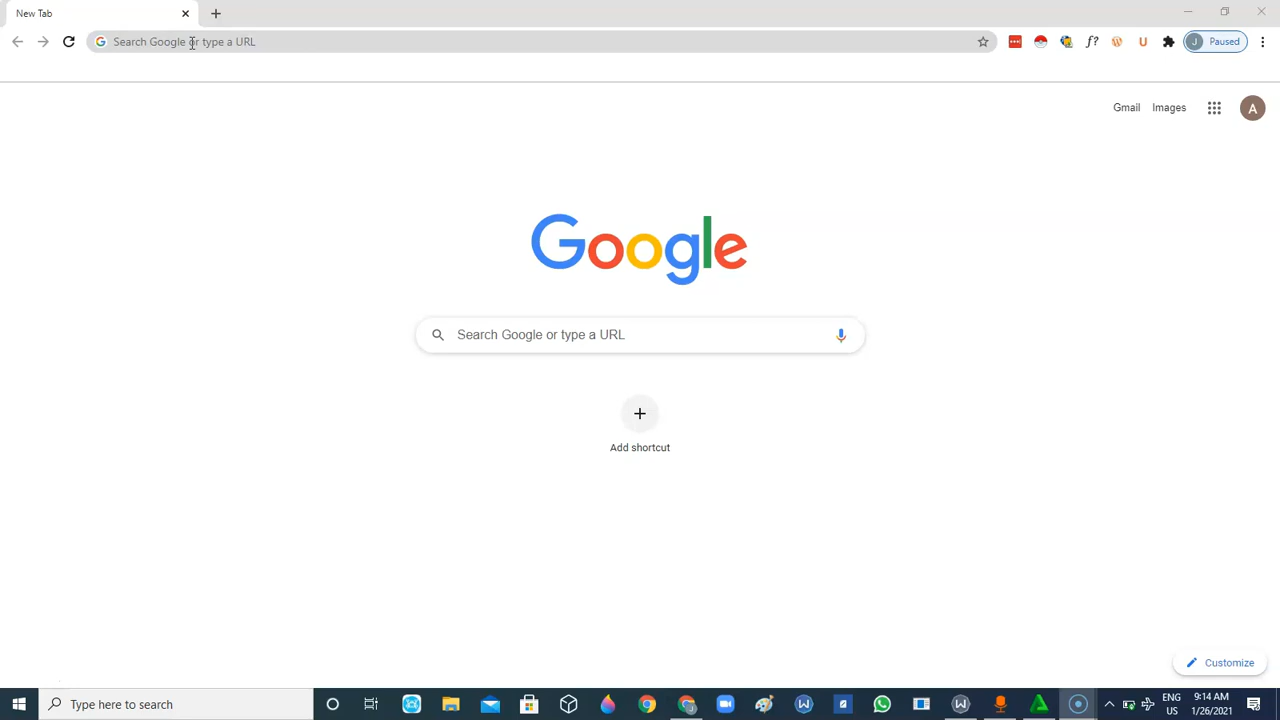 New Tab
Search Google or type a URL
f?
J Paused
Gmail Images
A
Google
Search Google or type a URL
Add shortcut
Customize
Type here to search
ENG 9:14 AM
US 1/26/2021